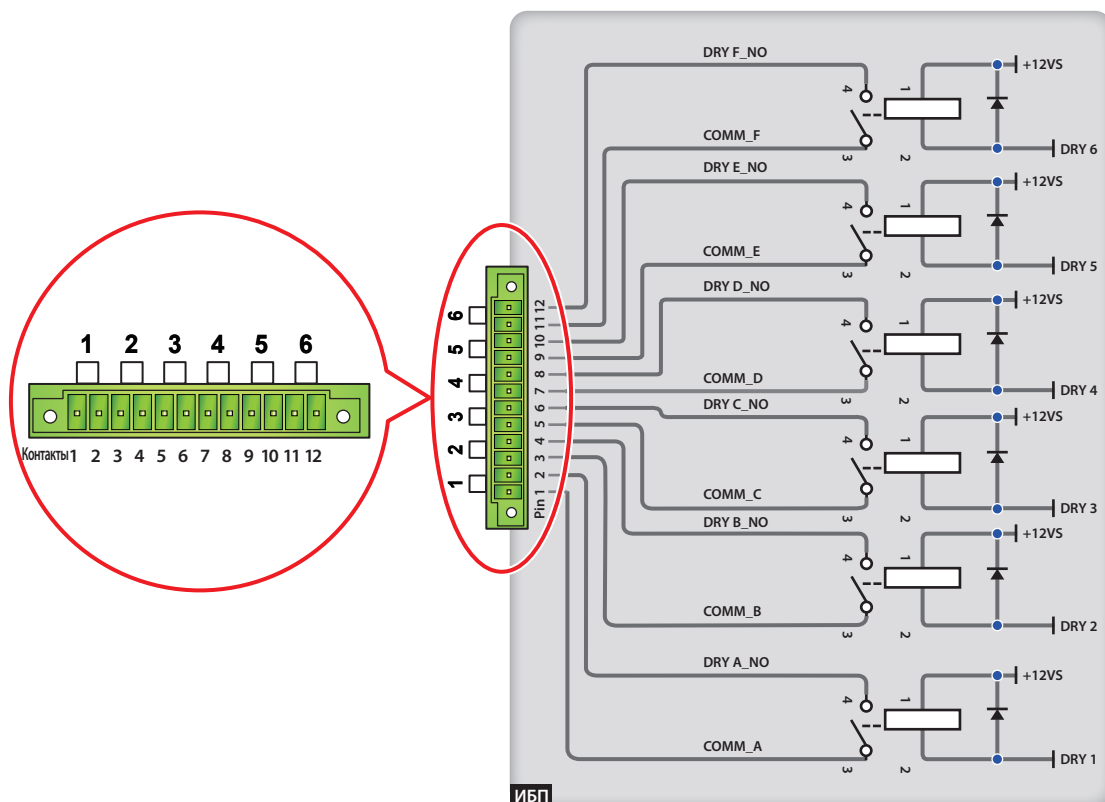 DRY F_NO
+12VS
4
1
3
2
COMM_F
DRY 6
DRY E_NO
+12VS
4
1
3
2
COMM_E
DRY 5
DRY D_NO
+12VS
4
1
3
2
COMM_D
DRY 4
DRY C_NO
+12VS
4
1
3
2
COMM_C
DRY 3
DRY B_NO
+12VS
4
1
3
2
COMM_B
DRY 2
DRY A_NO
+12VS
4
1
3
2
COMM_A
DRY 1
1 2 3 4 5 6
Контакты 1 2 3 4 5 6 7 8 9 10 11 12
1 2 3 4 5 6
Pin 1 2 3 4 5 6 7 8 9 10 11 12
ИБП